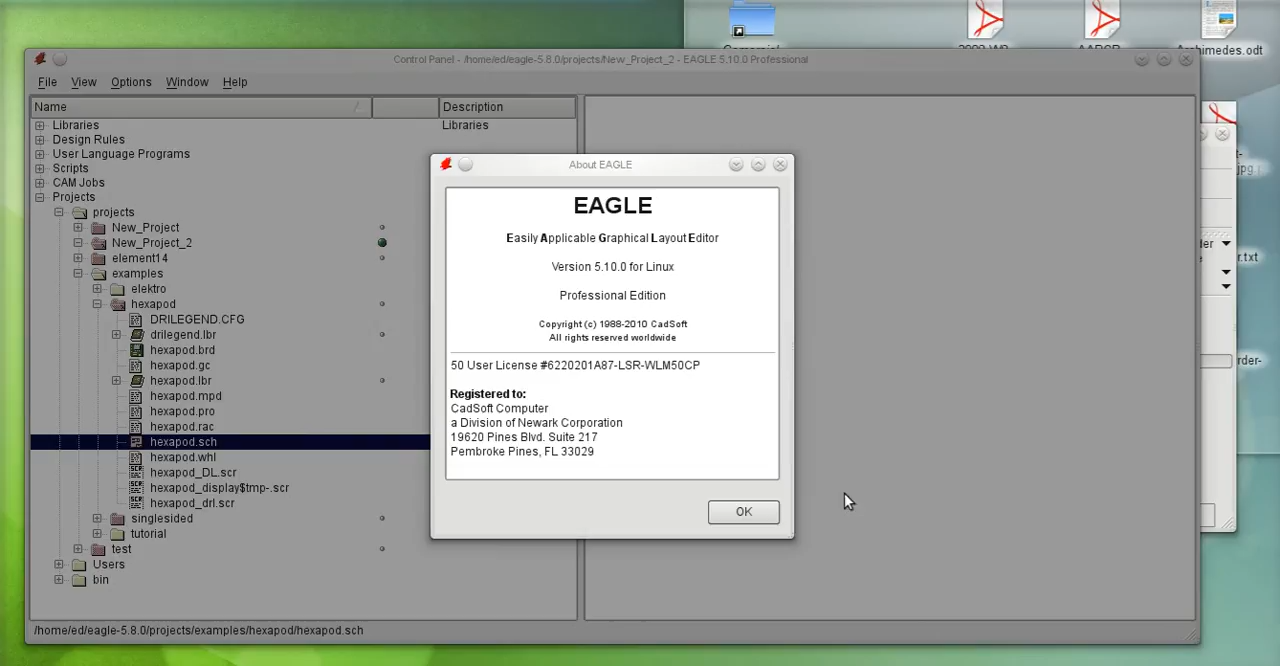 Comercial
Archimedes.odt
Control Panel - /home/ed/eagle-5.8.0/projects/New_Project_2 - EAGLE 5.10.0 Professional
File View Options Window Help
Name Description
Libraries Libraries
Design Rules
User Language Programs
Scripts
CAM Jobs
Projects
projects
New_Project
New_Project_2
element14
examples
elektro
hexapod
DRILEGEND.CFG
drilegend.lbr
hexapod.brd
hexapod.gc
hexapod.lbr
hexapod.mpd
hexapod.pro
hexapod.rac
hexapod.sch
hexapod.whl
hexapod_DL.scr
hexapod_display$tmp-.scr
hexapod_drl.scr
singlesided
tutorial
test
Users
bin
/home/ed/eagle-5.8.0/projects/examples/hexapod/hexapod.sch
About EAGLE
EAGLE
Easily Applicable Graphical Layout Editor
Version 5.10.0 for Linux
Professional Edition
Copyright (c) 1988-2010 CadSoft
All rights reserved worldwide
50 User License #6220201A87-LSR-WLM50CP
Registered to:
CadSoft Computer
a Division of Newark Corporation
19620 Pines Blvd. Suite 217
Pembroke Pines, FL 33029
OK